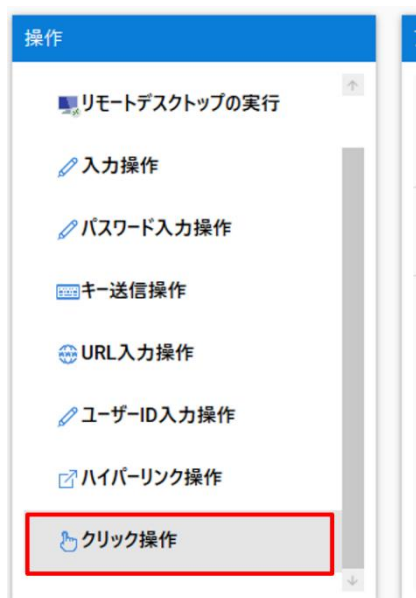 操作
リモートデスクトップの実行
入力操作
パスワード入力操作
キー送信操作
URL入力操作
ユーザーID入力操作
ハイパーリンク操作
クリック操作